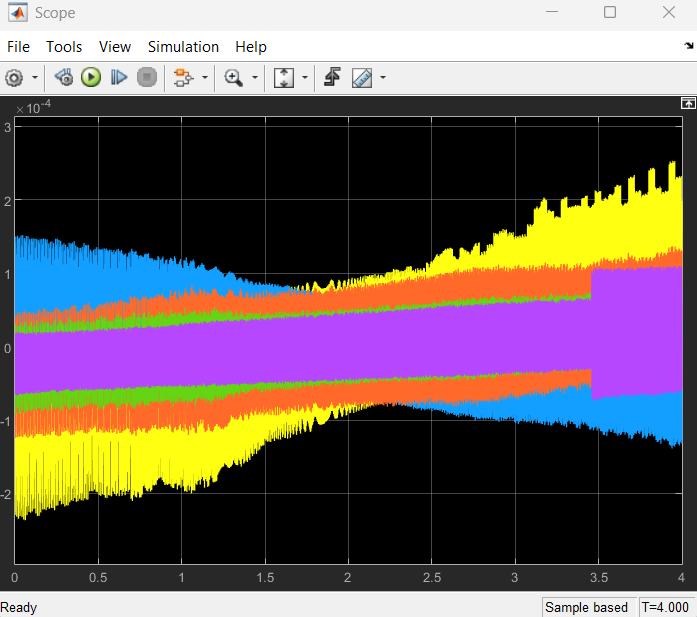 Scope
File Tools View Simulation Help
×10-4
3
2
1
0
-1
-2
0 0.5 1 1.5 2 2.5 3 3.5 4
Ready Sample based T=4.000